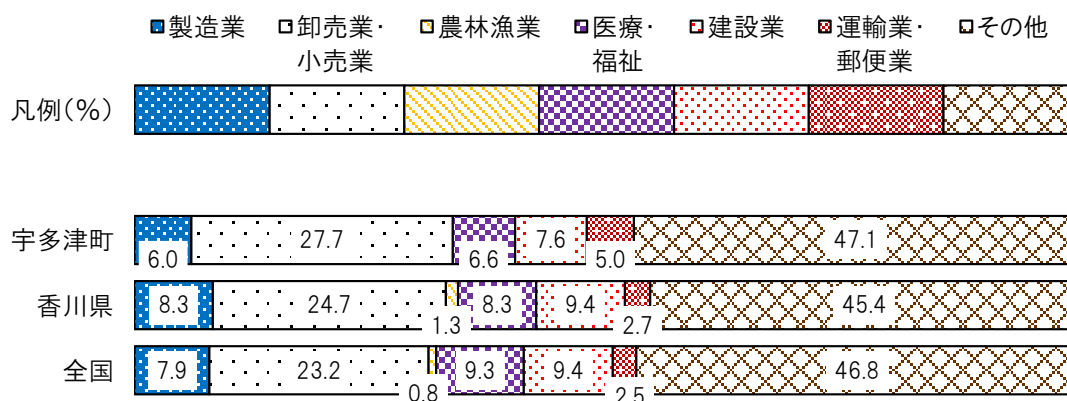 製造業 卸売業・ 農林漁業 医療・ 建設業 運輸業・ その他
小売業 福祉 郵便業
凡例(%)
宇多津町 6.0 27.7 6.6 7.6 5.0 47.1
香川県 8.3 24.7 1.3 8.3 9.4 2.7 45.4
全国 7.9 23.2 0.8 9.3 9.4 2.5 46.8